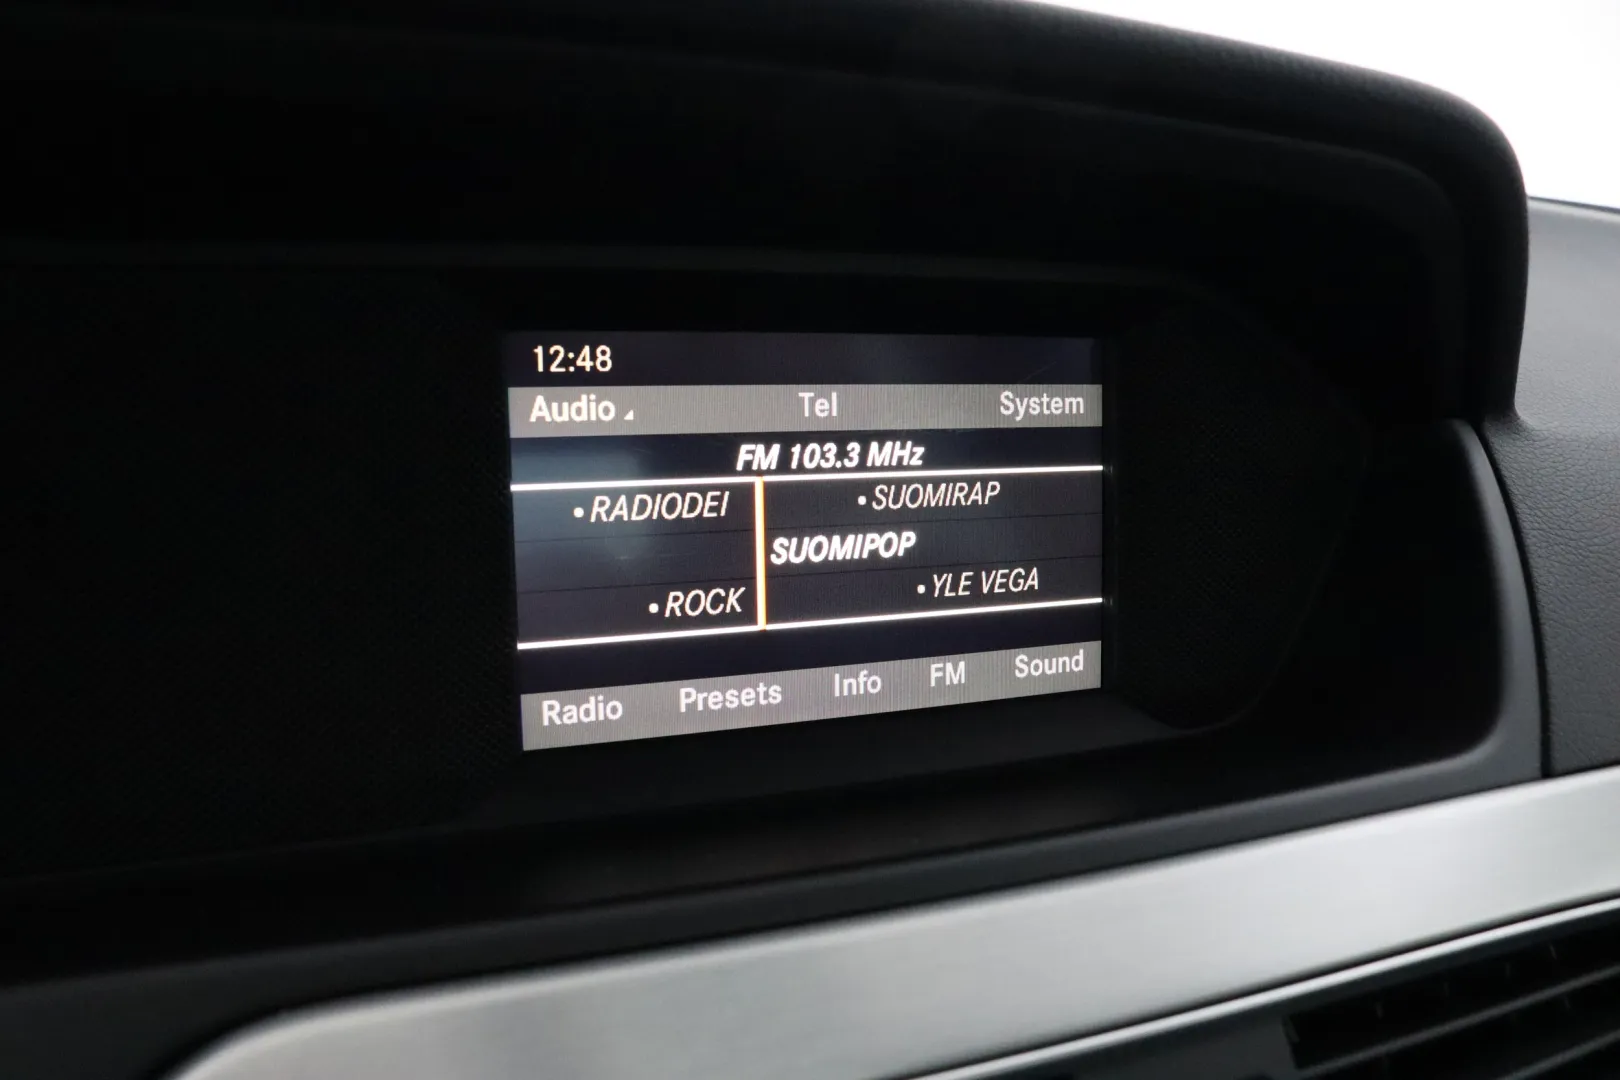 12:48
Audio Tel System
FM 103.3 MHz
• RADIODEI • SUOMIRAP
SUOMIPOP
• ROCK • YLE VEGA
Radio Presets Info FM Sound